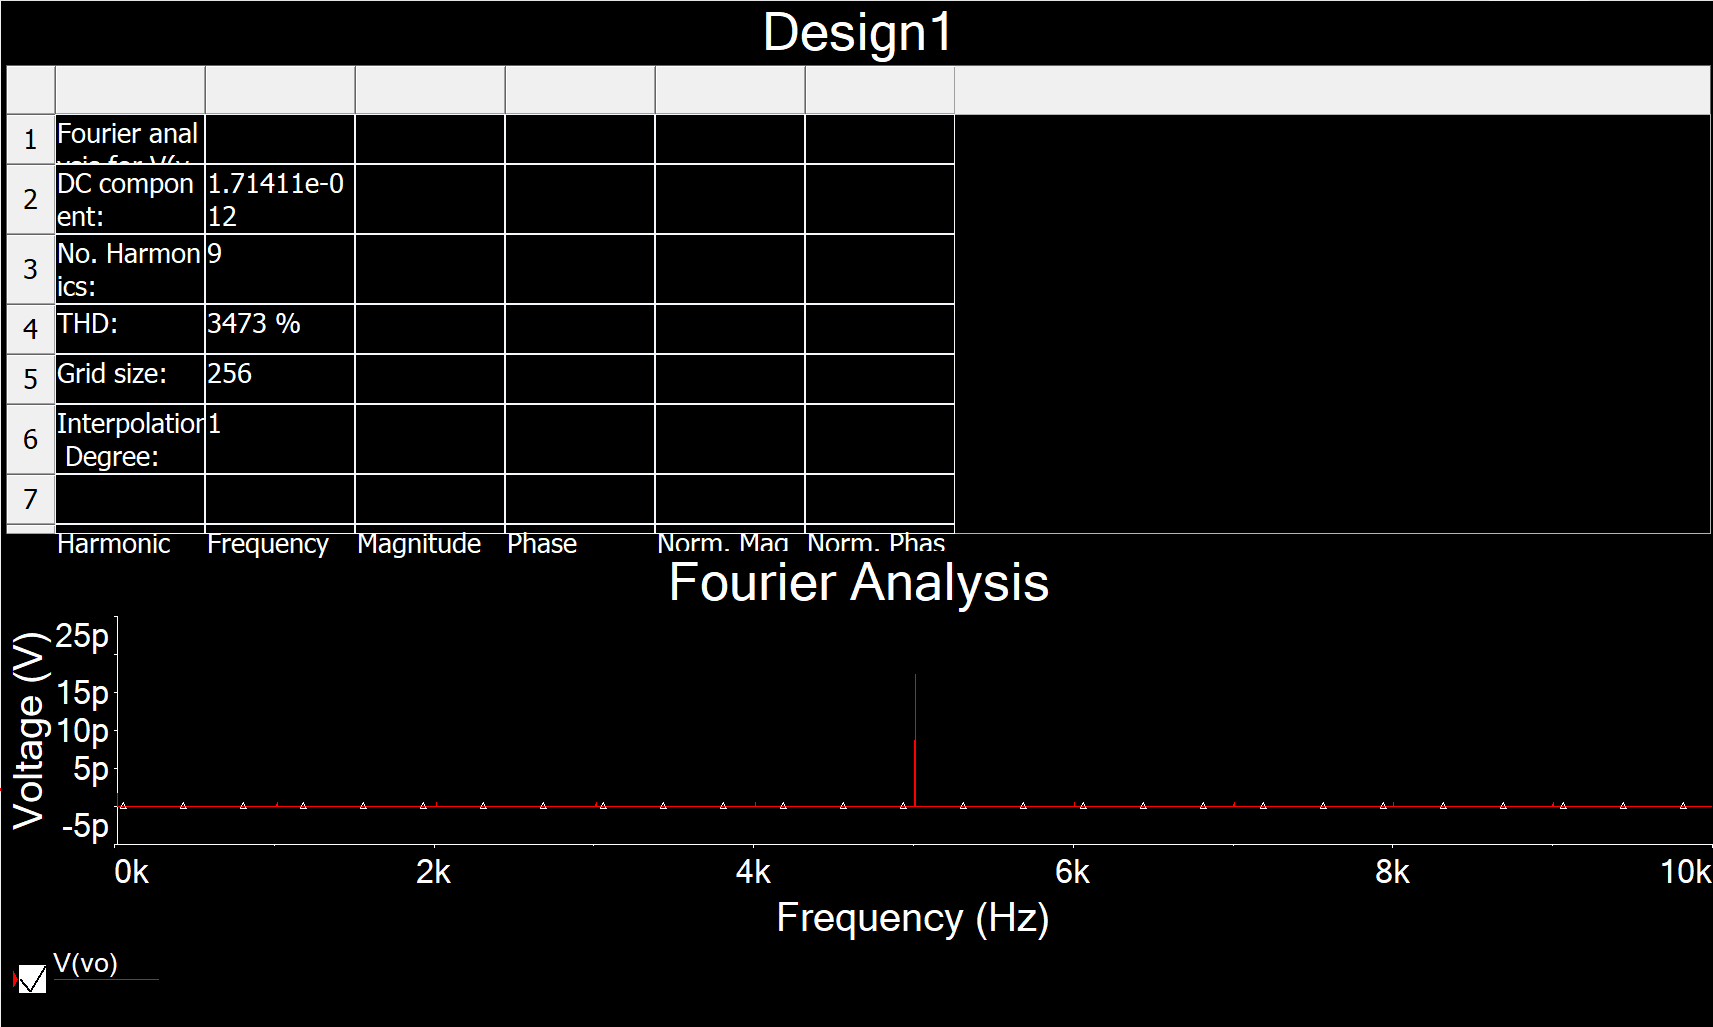 Design1
1 Fourier anal
2 DC compon 1.71411e-0
ent: 12
3 No. Harmon 9
ics:
4 THD: 3473 %
5 Grid size: 256
6 Interpolation 1
Degree:
7
Harmonic Frequency Magnitude Phase Norm. Mag Norm. Phas
Fourier Analysis
Voltage (V)
25p
15p
10p
5p
-5p
0k 2k 4k 6k 8k 10k
Frequency (Hz)
V(vo)